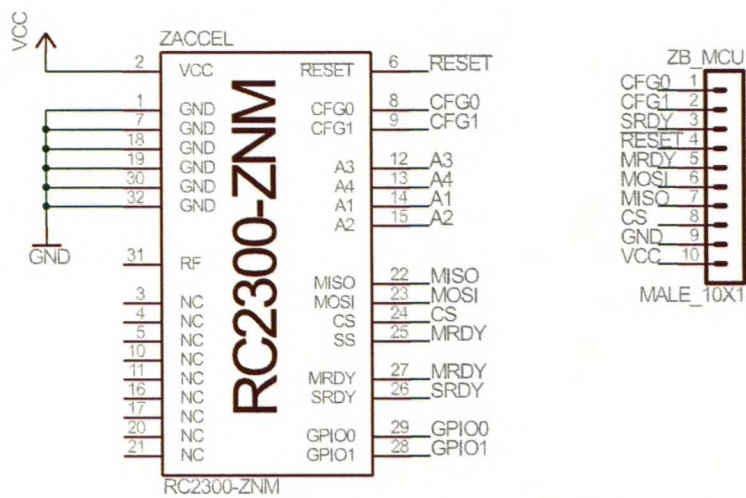 VCC
ZACCEL
2 VCC RESET 6 RESET
1 GND CFG0 8 CFG0
7 GND CFG1 9 CFG1
18 GND
19 GND A3 12 A3
30 GND A4 13 A4
32 GND A1 14 A1
A2 15 A2
GND
31 RF
MISO 22 MISO
3 NC MOSI 23 MOSI
4 NC CS 24 CS
5 NC SS 25 MRDY
10 NC
11 NC MRDY 27 MRDY
16 NC SRDY 26 SRDY
17 NC
20 NC GPIO0 29 GPIO0
21 NC GPIO1 28 GPIO1
RC2300-ZNM
RC2300-ZNM
ZB_MCU
CFG0 1
CFG1 2
SRDY 3
RESET 4
MRDY 5
MOSI 6
MISO 7
CS 8
GND 9
VCC 10
MALE_10X1